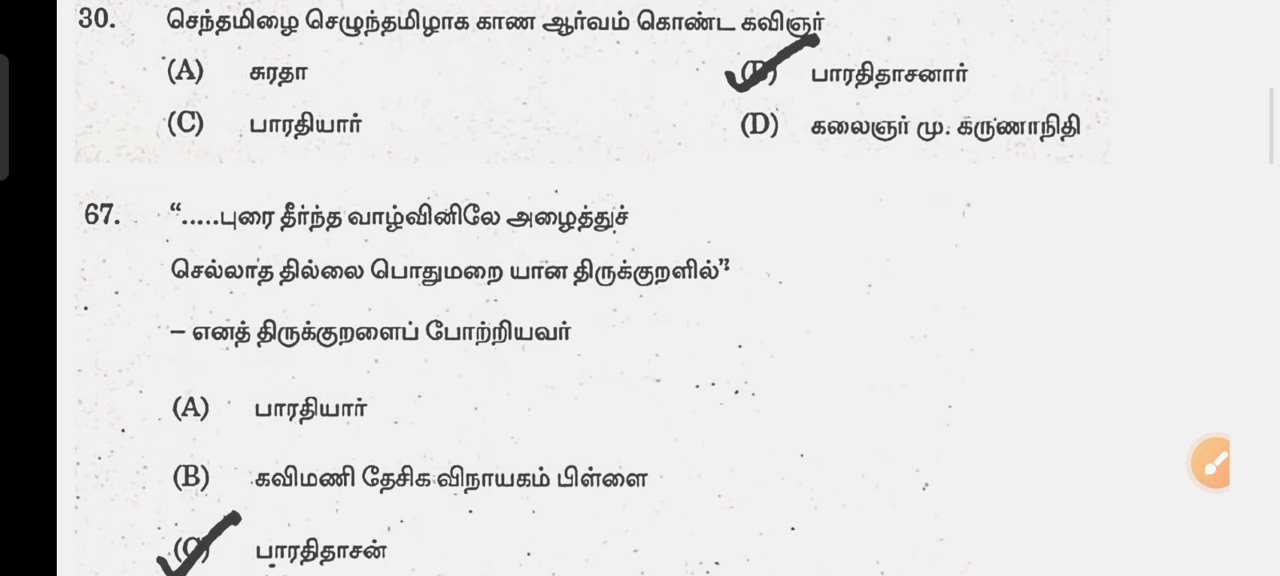 30. செந்தமிழை செழுந்தமிழாக காண ஆர்வம் கொண்ட கவிஞர்
(A) சுரதா (B) பாரதிதாசனார்
(C) பாரதியார் (D) கலைஞர் மு. கருணாநிதி
67. “.....புரை தீர்ந்த வாழ்வினிலே அழைத்துச்
செல்லாத தில்லை பொதுமறை யான திருக்குறளில்”
– எனத் திருக்குறளைப் போற்றியவர்
(A) பாரதியார்
(B) கவிமணி தேசிக விநாயகம் பிள்ளை
(C) பாரதிதாசன்